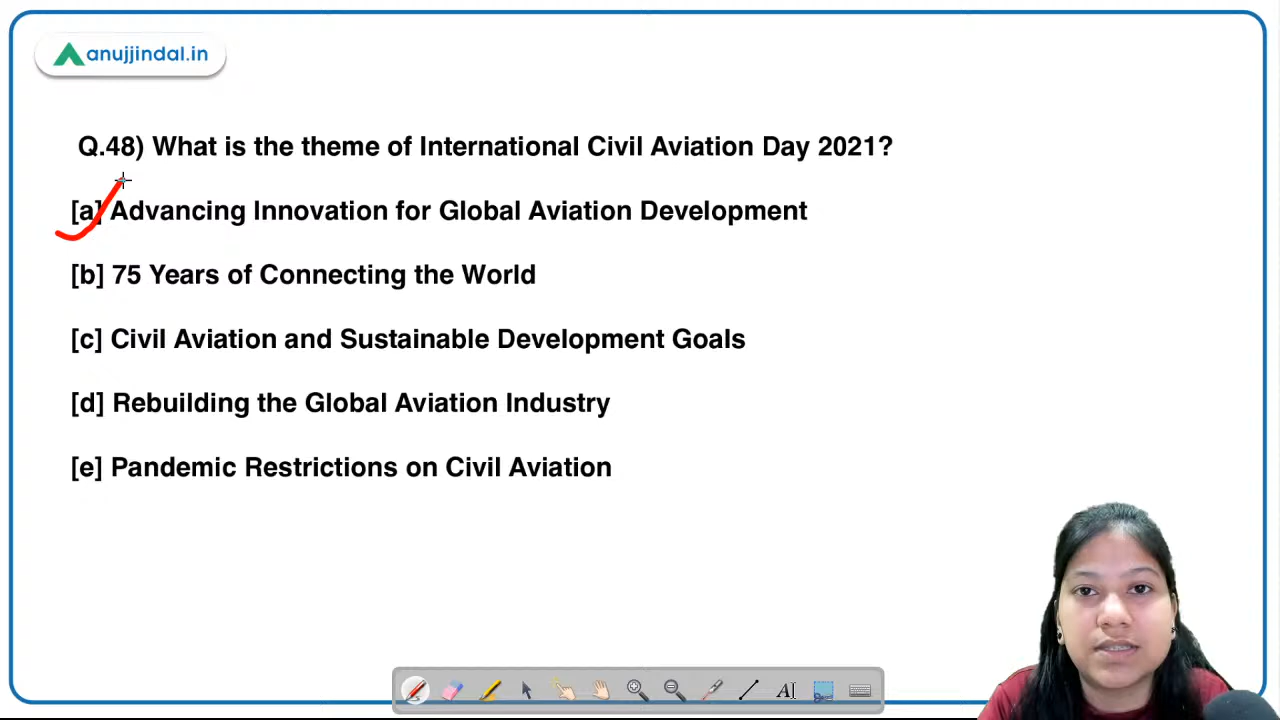 anujjindal.in
Q.48) What is the theme of International Civil Aviation Day 2021?
[a] Advancing Innovation for Global Aviation Development
[b] 75 Years of Connecting the World
[c] Civil Aviation and Sustainable Development Goals
[d] Rebuilding the Global Aviation Industry
[e] Pandemic Restrictions on Civil Aviation
A